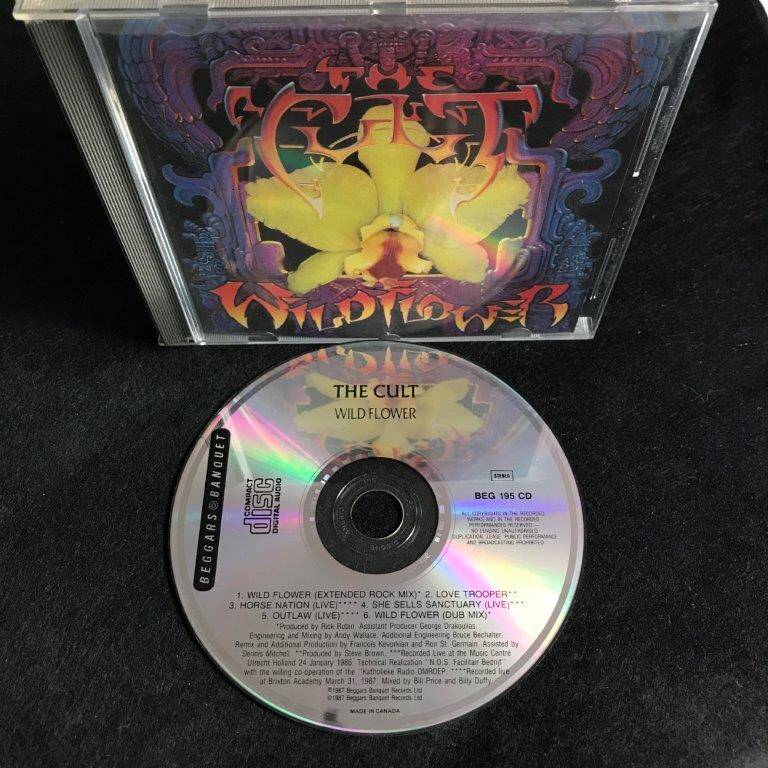 THE
CULT
WILDFLOWER
THE CULT
WILD FLOWER
BEGGARS BANQUET
COMPACT
disc
DIGITAL AUDIO
STEREO
BEG 195 CD
ALL COPYRIGHTS IN THE RECORDED
WORKS AND IN THE RECORDED
PERFORMANCES RESERVED —
NO LENDING UNAUTHORISED
DUPLICATION, LEASE, PUBLIC PERFORMANCE
AND BROADCASTING PROHIBITED
1. WILD FLOWER (EXTENDED ROCK MIX)* 2. LOVE TROOPER**
3. HORSE NATION (LIVE)**** 4. SHE SELLS SANCTUARY (LIVE)***
5. OUTLAW (LIVE)**** 6. WILD FLOWER (DUB MIX)*
*Produced by Rick Rubin. Assistant Producer George Drakoulias.
Engineering and Mixing by Andy Wallace. Additional Engineering Bruce Bechalter
Remix and Additional Production by Francois Kevorkian and Ron St. Germain. Assisted by
Dennis Mitchell. **Produced by Steve Brown. ***Recorded Live at the Music Centre
Utrecht Holland 24 January 1986. Technical Realization "N.O.S. Facilitair Bedrijf"
with the willing co-operation of the "Katholieke Radio OMROEP. ****Recorded live
at Brixton Academy March 31, 1987. Mixed by Bill Price and Billy Duffy.
℗1987 Beggars Banquet Records Ltd.
©1987 Beggars Banquet Records Ltd.
MADE IN CANADA